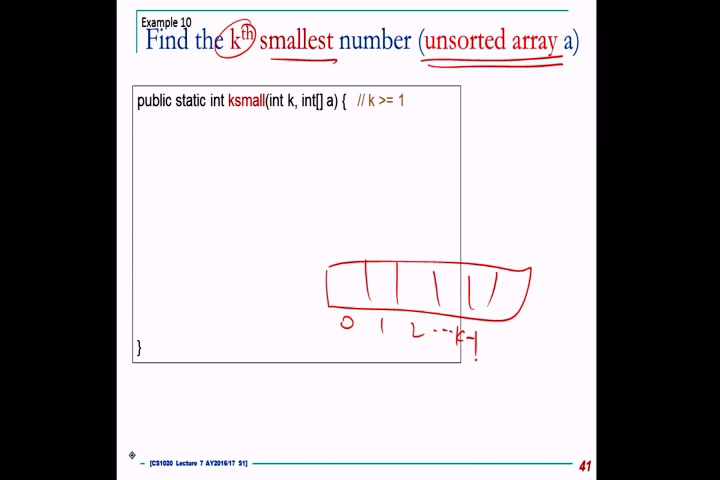 Example 10
Find the kth smallest number (unsorted array a)
public static int ksmall(int k, int[] a) { // k >= 1
0 1 2 ... k-1
}
[CS1020 Lecture 7 AY2016/17 S1]
41